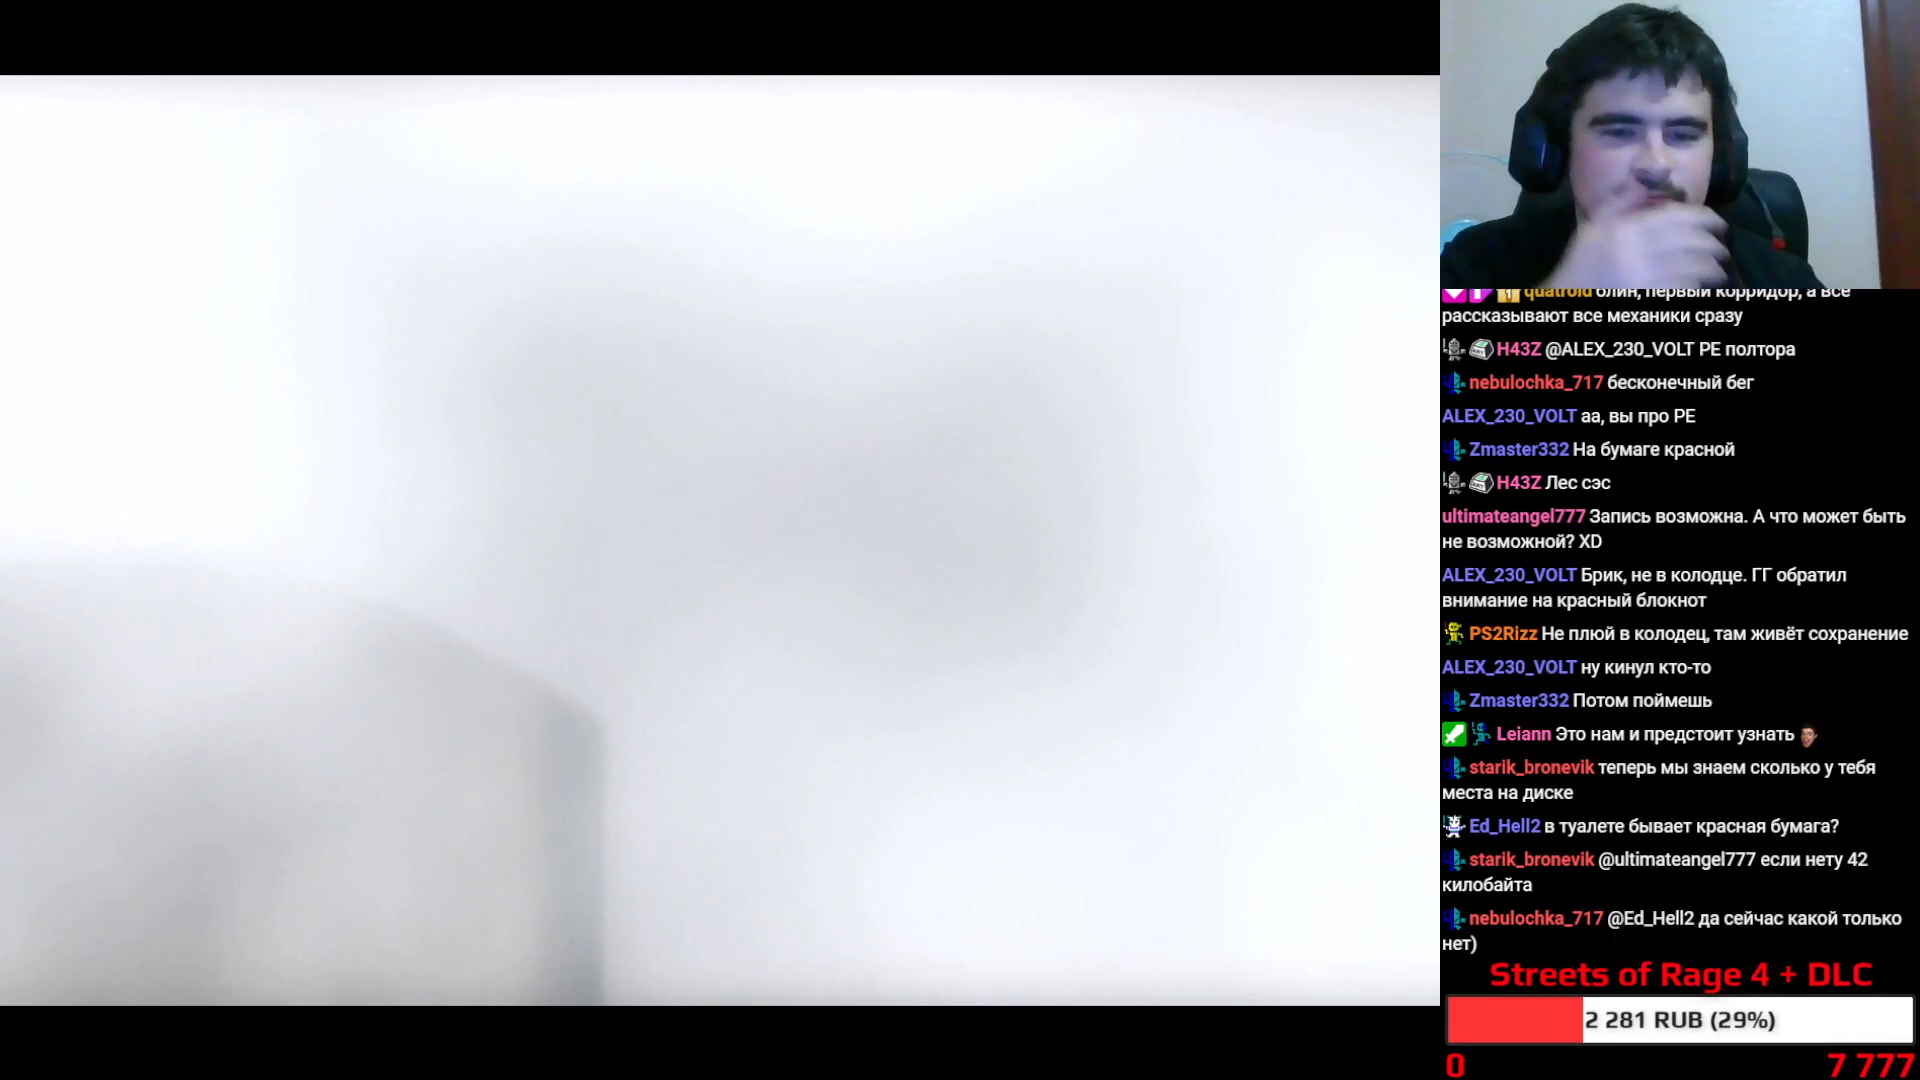 quatroid блин, первый корридор, а все
рассказывают все механики сразу
H43Z @ALEX_230_VOLT РЕ полтора
nebulochka_717 бесконечный бег
ALEX_230_VOLT аа, вы про РЕ
Zmaster332 На бумаге красной
H43Z Лес сэс
ultimateangel777 Запись возможна. А что может быть
не возможной? XD
ALEX_230_VOLT Брик, не в колодце. ГГ обратил
внимание на красный блокнот
PS2Rizz Не плюй в колодец, там живёт сохранение
ALEX_230_VOLT ну кинул кто-то
Zmaster332 Потом поймешь
Leiann Это нам и предстоит узнать
starik_bronevik теперь мы знаем сколько у тебя
места на диске
Ed_Hell2 в туалете бывает красная бумага?
starik_bronevik @ultimateangel777 если нету 42
килобайта
nebulochka_717 @Ed_Hell2 да сейчас какой только
нет)
Streets of Rage 4 + DLC
2 281 RUB (29%)
0 7 777